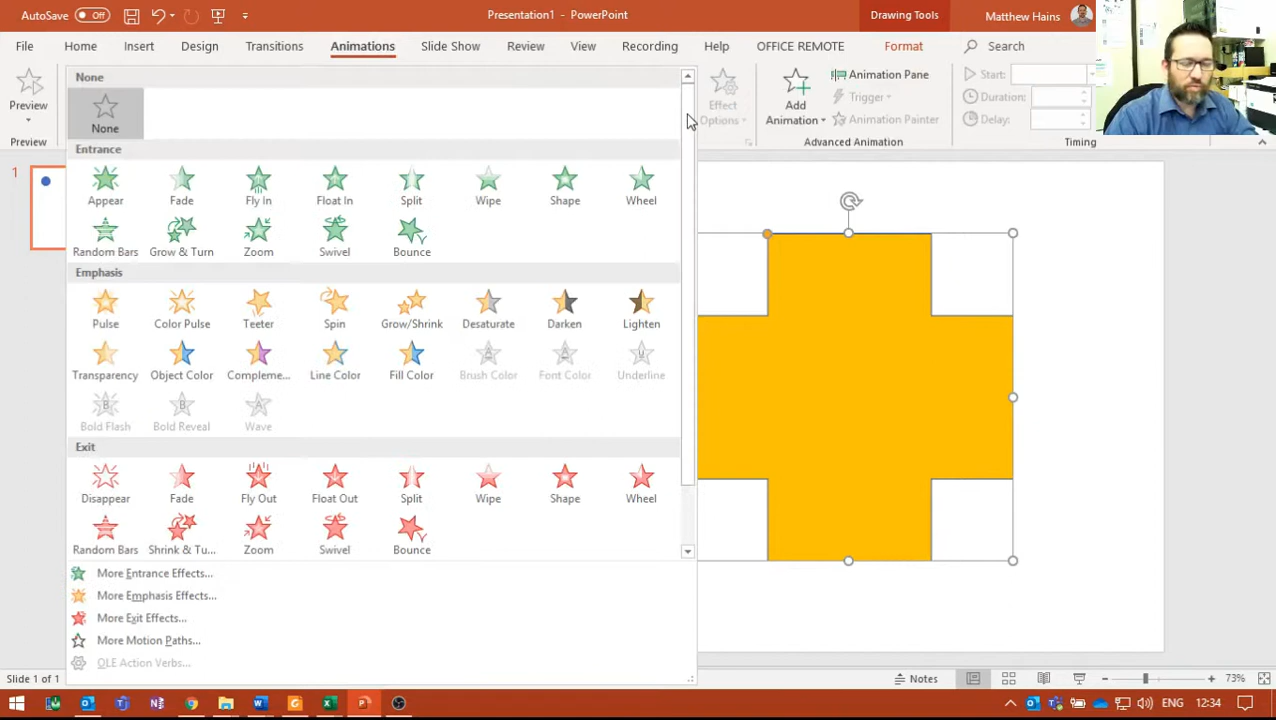 AutoSave Off Presentation1 - PowerPoint Drawing Tools Matthew Hains
File Home Insert Design Transitions Animations Slide Show Review View Recording Help OFFICE REMOTE Format Search
Preview
Preview
None
None
Entrance
Appear Fade Fly In Float In Split Wipe Shape Wheel
Random Bars Grow & Turn Zoom Swivel Bounce
Emphasis
Pulse Color Pulse Teeter Spin Grow/Shrink Desaturate Darken Lighten
Transparency Object Color Compleme... Line Color Fill Color Brush Color Font Color Underline
Bold Flash Bold Reveal Wave
Exit
Disappear Fade Fly Out Float Out Split Wipe Shape Wheel
Random Bars Shrink & Tu... Zoom Swivel Bounce
More Entrance Effects...
More Emphasis Effects...
More Exit Effects...
More Motion Paths...
OLE Action Verbs...
Effect
Options
Add
Animation
Animation Pane
Trigger
Animation Painter
Advanced Animation
Start:
Duration:
Delay:
Timing
1
Slide 1 of 1 Notes 73%
ENG 12:34